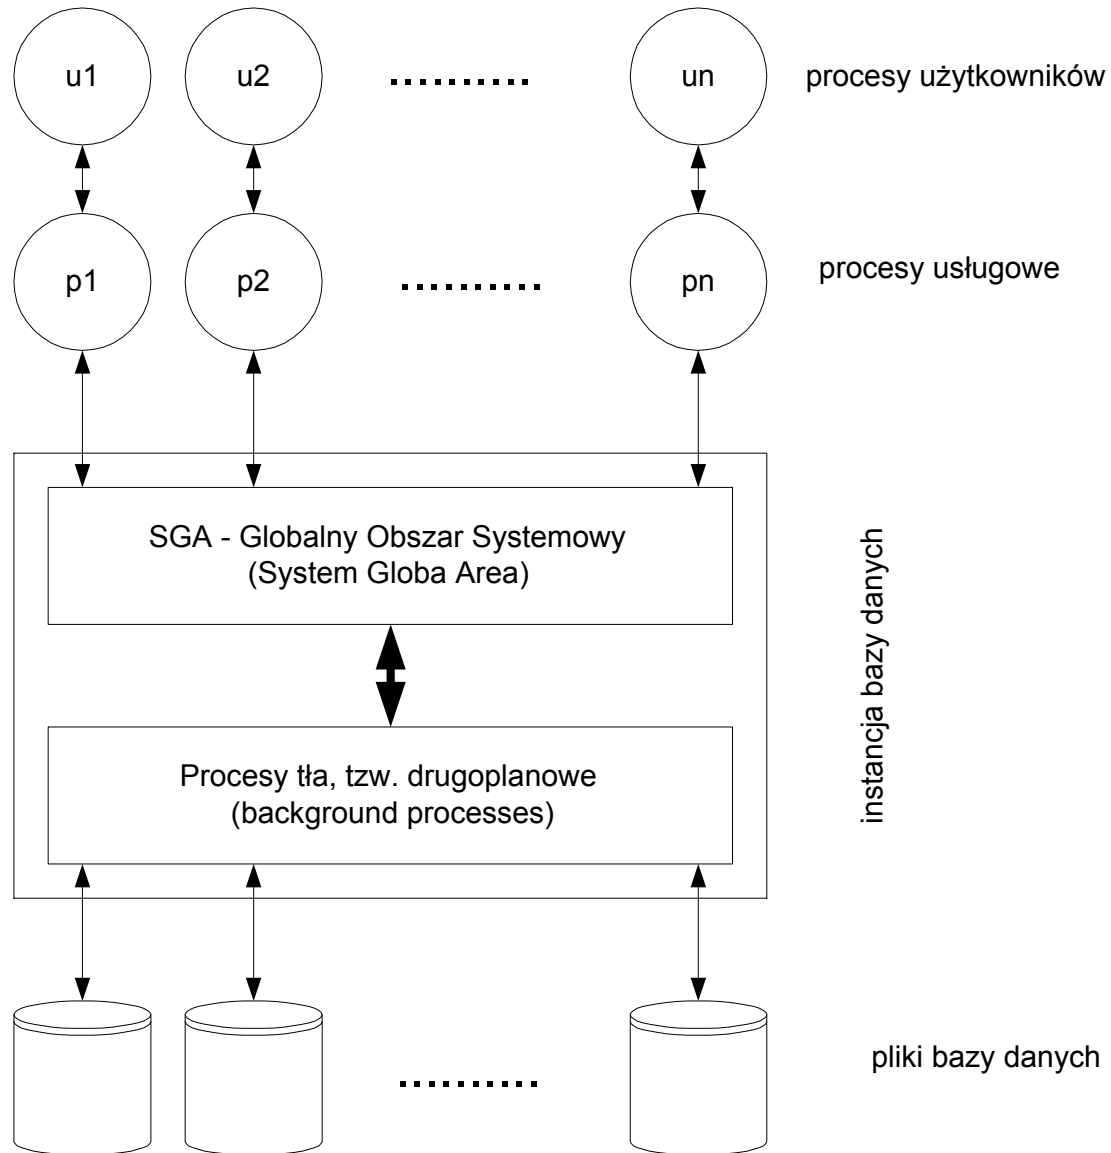 u1
u2
un
procesy użytkowników
p1
p2
pn
procesy usługowe
SGA - Globalny Obszar Systemowy
(System Globa Area)
instancja bazy danych
Procesy tła, tzw. drugoplanowe
(background processes)
pliki bazy danych